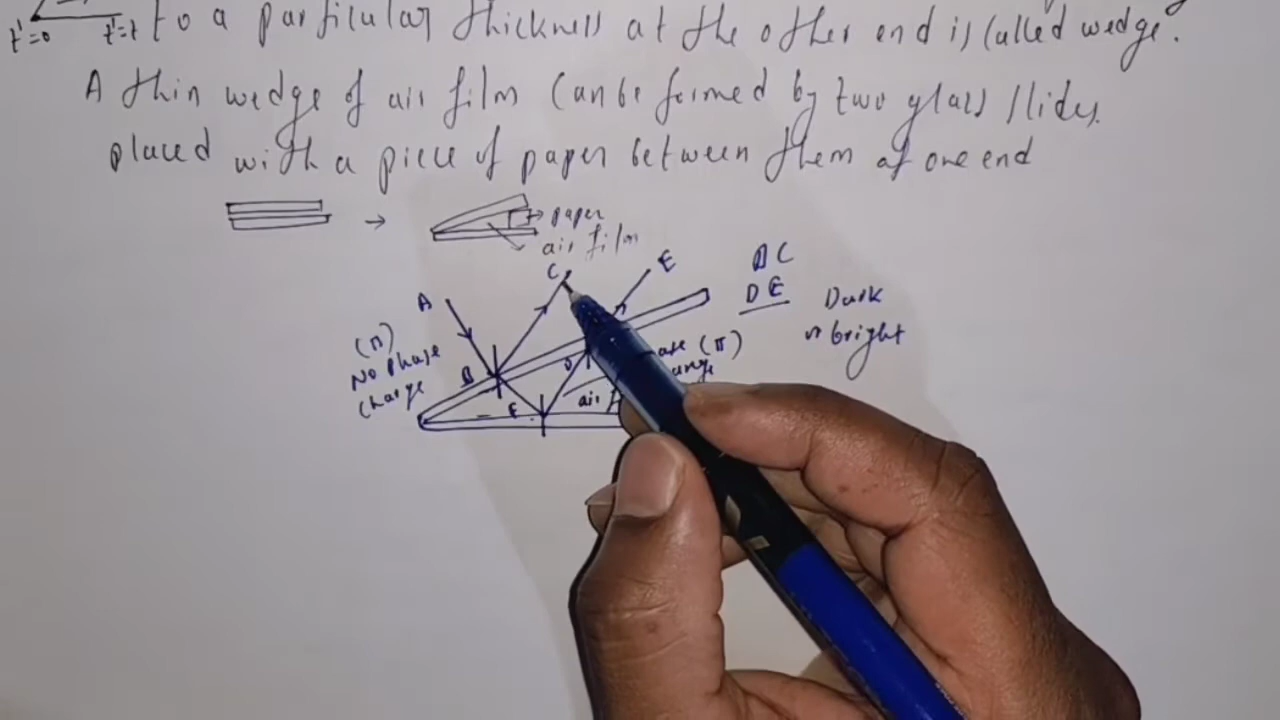 t'=0 t'=t to a particular thickness at the other end is called wedge.
A thin wedge of air film can be formed by two glass slides
placed with a piece of paper between them at one end
→ → paper
air film
C E
A
B C
D E
Dark
or bright
(π)
No Phase
change
(π)
B D
E air